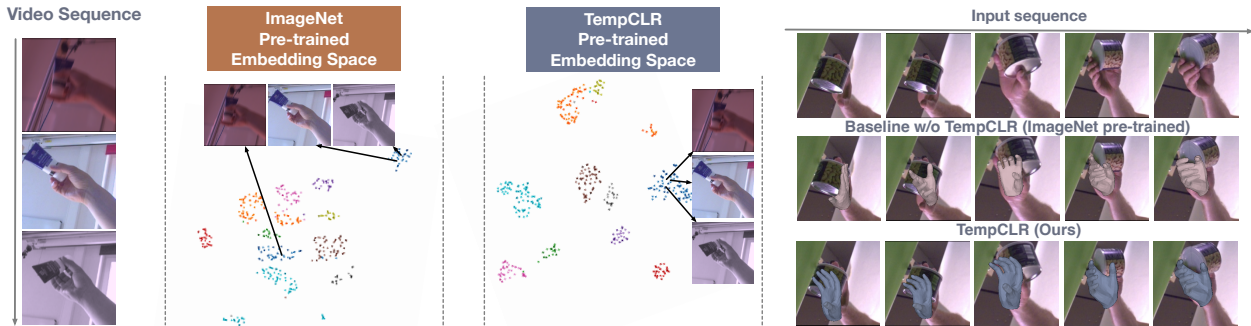 Video Sequence
ImageNet
Pre-trained
Embedding Space
TempCLR
Pre-trained
Embedding Space
Input sequence
Baseline w/o TempCLR (ImageNet pre-trained)
TempCLR (Ours)